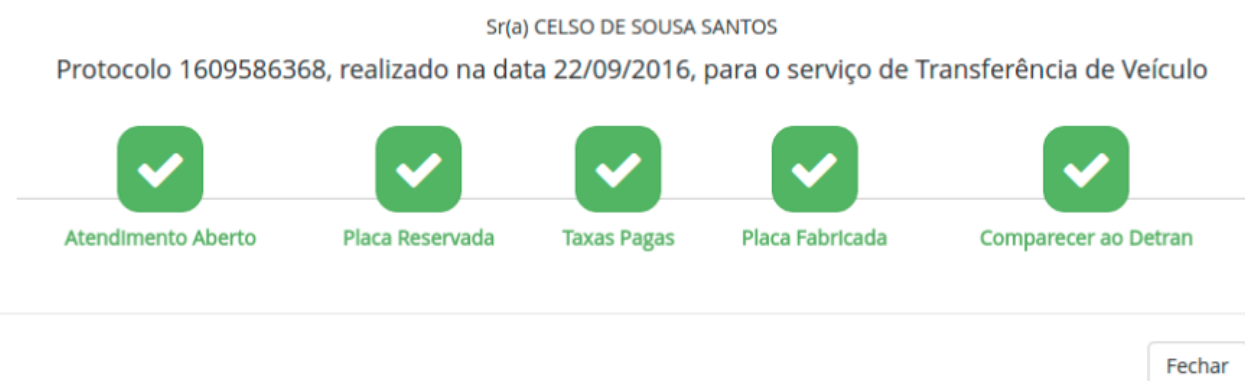 Sr(a) CELSO DE SOUSA SANTOS
Protocolo 1609586368, realizado na data 22/09/2016, para o serviço de Transferência de Veículo
Atendimento Aberto
Placa Reservada
Taxas Pagas
Placa Fabricada
Comparecer ao Detran
Fechar